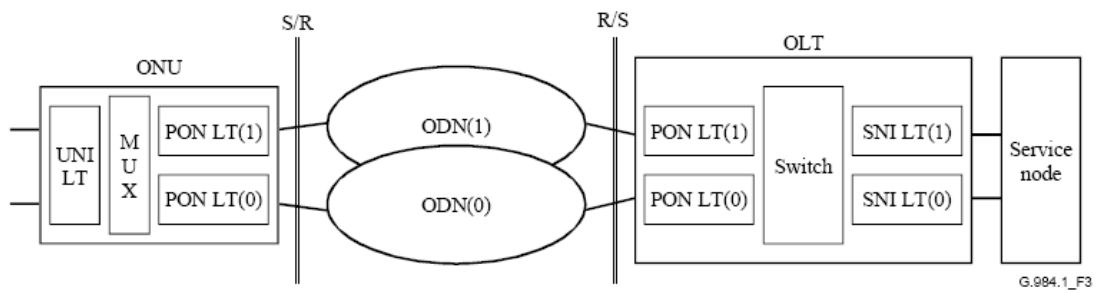 S/R
R/S
ONU
OLT
UNI
LT
M
U
X
PON LT(1)
PON LT(0)
ODN(1)
ODN(0)
PON LT(1)
PON LT(0)
Switch
SNI LT(1)
SNI LT(0)
Service
node
G.984.1_F3